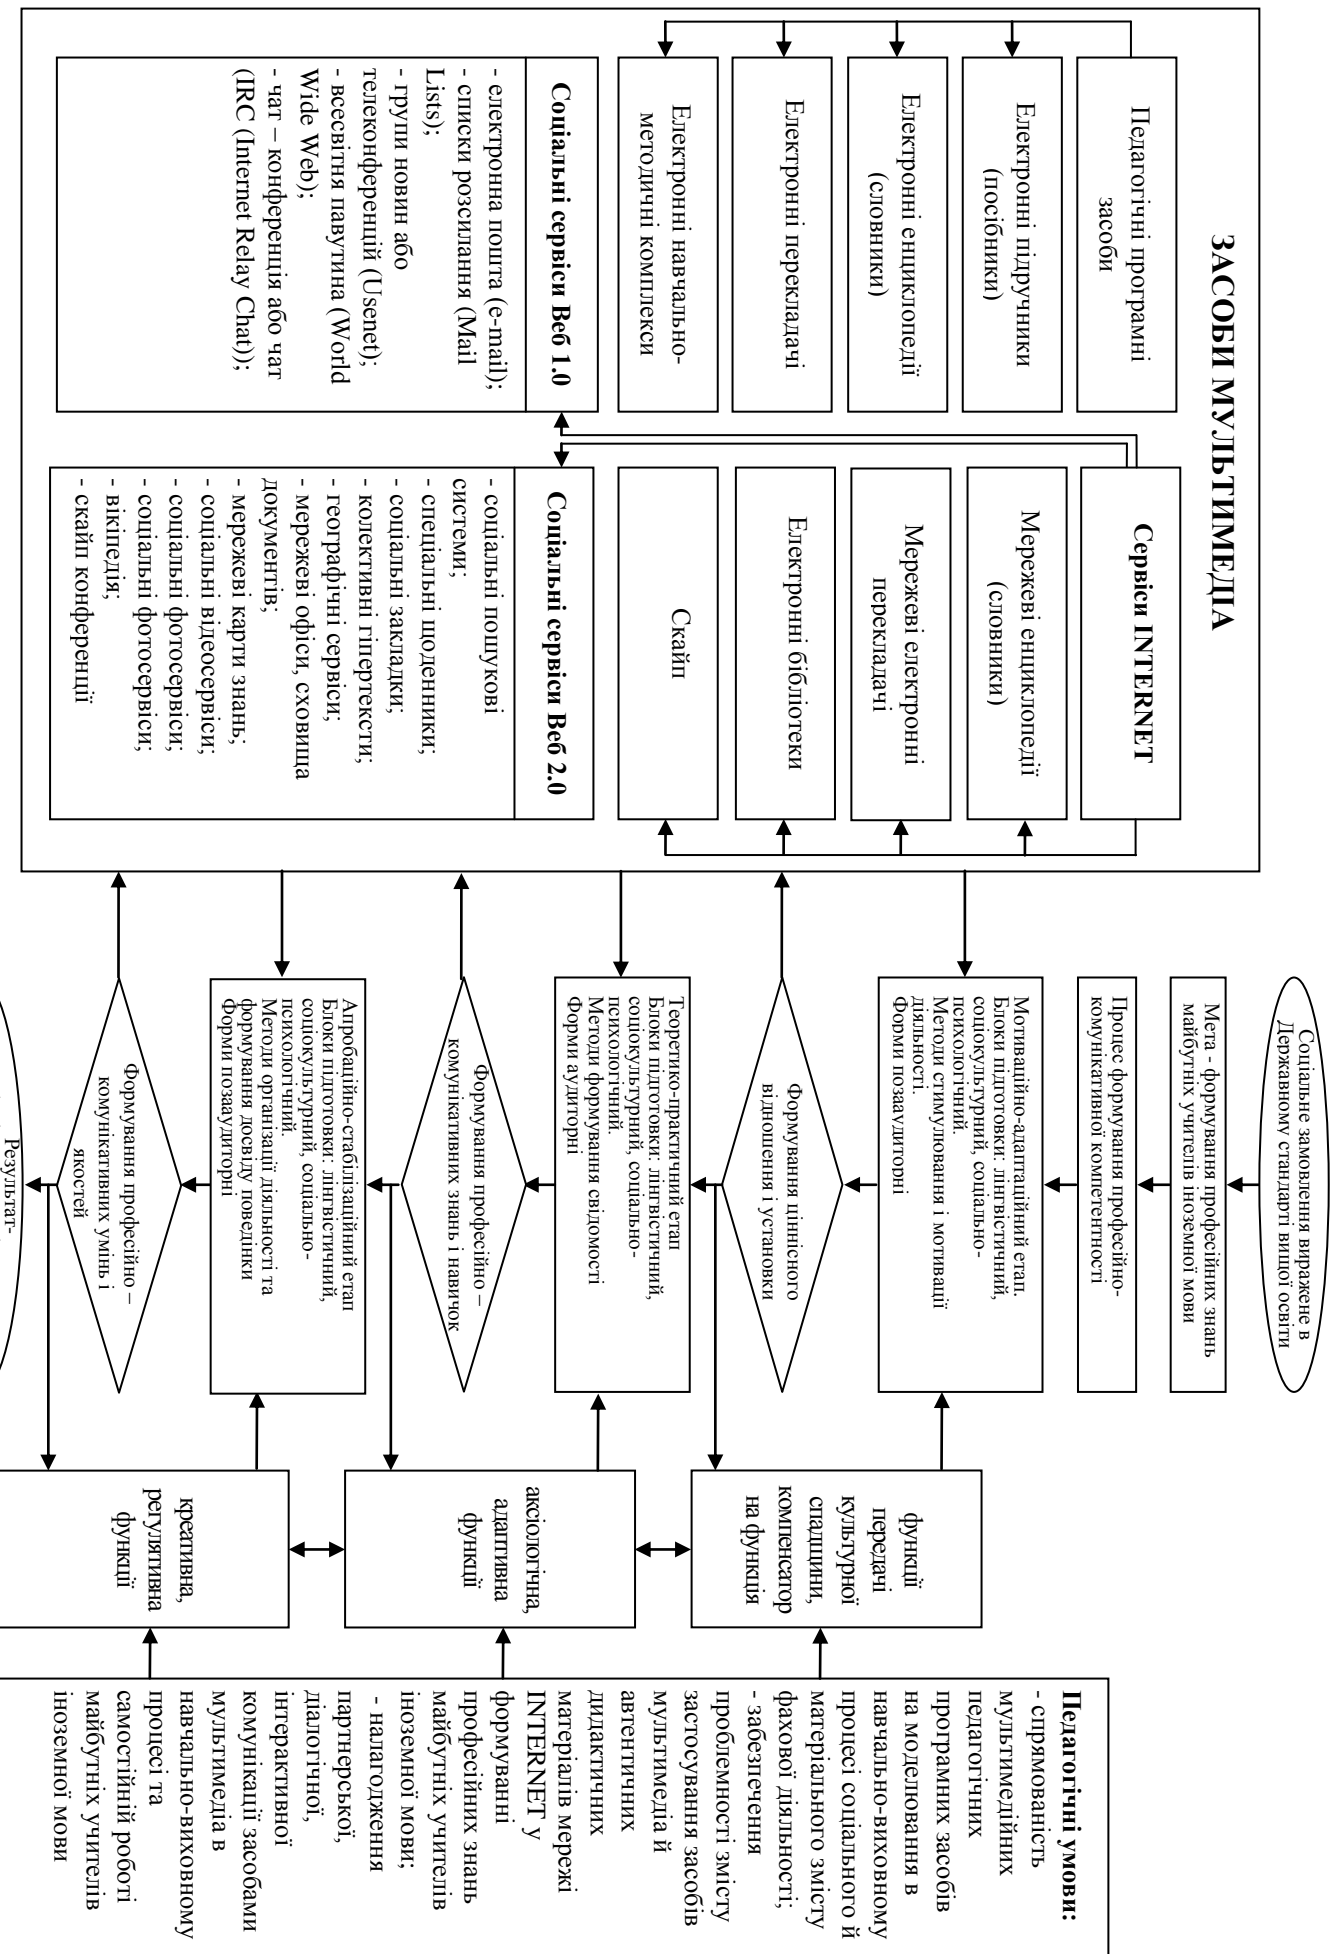 ЗАСОБИ МУЛЬТИМЕДІА
Педагогічні програмні
засоби
Електронні підручники
(посібники)
Електронні енциклопедії
(словники)
Електронні перекладачі
Електронні навчально-
методичні комплекси
Соціальні сервіси Веб 1.0
- електронна пошта (e-mail);
- списки розсилання (Mail
Lists);
- групи новин або
телеконференцій (Usenet);
- всесвітня павутина (World
Wide Web);
- чат – конференція або чат
(IRC (Internet Relay Chat));
Сервіси INTERNET
Мережеві енциклопедії
(словники)
Мережеві електронні
перекладачі
Електронні бібліотеки
Скайп
Соціальні сервіси Веб 2.0
- соціальні пошукові
системи;
- спеціальні щоденники;
- соціальні закладки;
- колективні гіпертексти;
- географічні сервіси;
- мережеві офіси, сховища
документів;
- мережеві карти знань;
- соціальні відеосервіси;
- соціальні фотосервіси;
- соціальні фотосервіси;
- вікіпедія;
- скайп конференції
Соціальне замовлення виражене в
Державному стандарті вищої освіти
Мета - формування професійних знань
майбутніх учителів іноземної мови
Процес формування професійно-
комунікативної компетентності
Мотиваційно-адаптаційний етап.
Блоки підготовки: лінгвістичний,
соціокультурний, соціально-
психологічний.
Методи стимулювання і мотивації
діяльності.
Форми позааудиторні
Формування ціннісного
відношення і установки
Теоретико-практичний етап
Блоки підготовки: лінгвістичний,
соціокультурний, соціально-
психологічний.
Методи формування свідомості
Форми аудиторні
Формування професійно –
комунікативних знань і навичок
Апробаційно-стабілізаційний етап
Блоки підготовки: лінгвістичний,
соціокультурний, соціально-
психологічний.
Методи організації діяльності та
формування досвіду поведінки
Форми позааудиторні
Формування професійно –
комунікативних умінь і
якостей
Результат-
функції
передачі
культурної
спадщини,
компенсатор
на функція
аксіологічна,
адаптивна
функції
креативна,
регулятивна
функції
Педагогічні умови:
- спрямованість
мультимедійних
педагогічних
програмних засобів
на моделювання в
навчально-виховному
процесі соціального й
матеріального змісту
фахової діяльності;
- забезпечення
проблемності змісту
застосування засобів
мультимедіа й
автентичних
дидактичних
матеріалів мережі
INTERNET у
формуванні
професійних знань
майбутніх учителів
іноземної мови;
- налагодження
партнерської,
діалогічної,
інтерактивної
комунікації засобами
мультимедіа в
навчально-виховному
процесі та
самостійній роботі
майбутніх учителів
іноземної мови